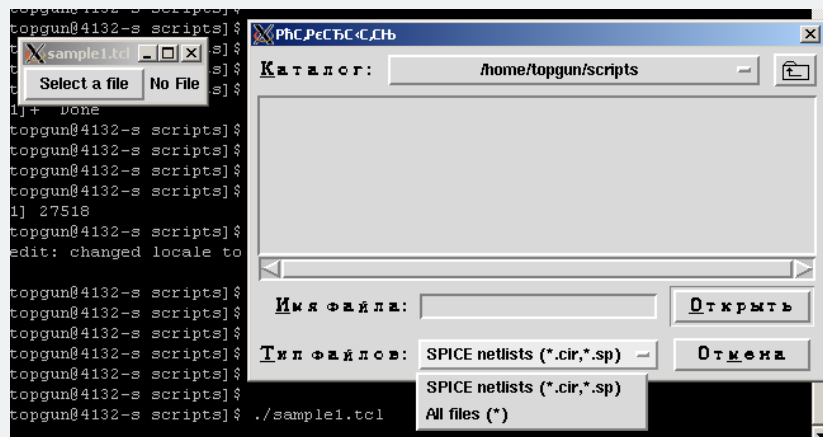 topgun@4132-s scripts]$
sample1.tcl
Select a file No File
1]+ Done
topgun@4132-s scripts]$
topgun@4132-s scripts]$
topgun@4132-s scripts]$
topgun@4132-s scripts]$
1] 27518
topgun@4132-s scripts]$
edit: changed locale to
topgun@4132-s scripts]$
topgun@4132-s scripts]$
topgun@4132-s scripts]$
topgun@4132-s scripts]$
topgun@4132-s scripts]$
topgun@4132-s scripts]$
topgun@4132-s scripts]$ ./sample1.tcl
РћС‚РєСЂС‹С‚СЊ
Каталог: /home/topgun/scripts
Имя файла: Открыть
Тип файлов: SPICE netlists (*.cir,*.sp) Отмена
SPICE netlists (*.cir,*.sp)
All files (*)